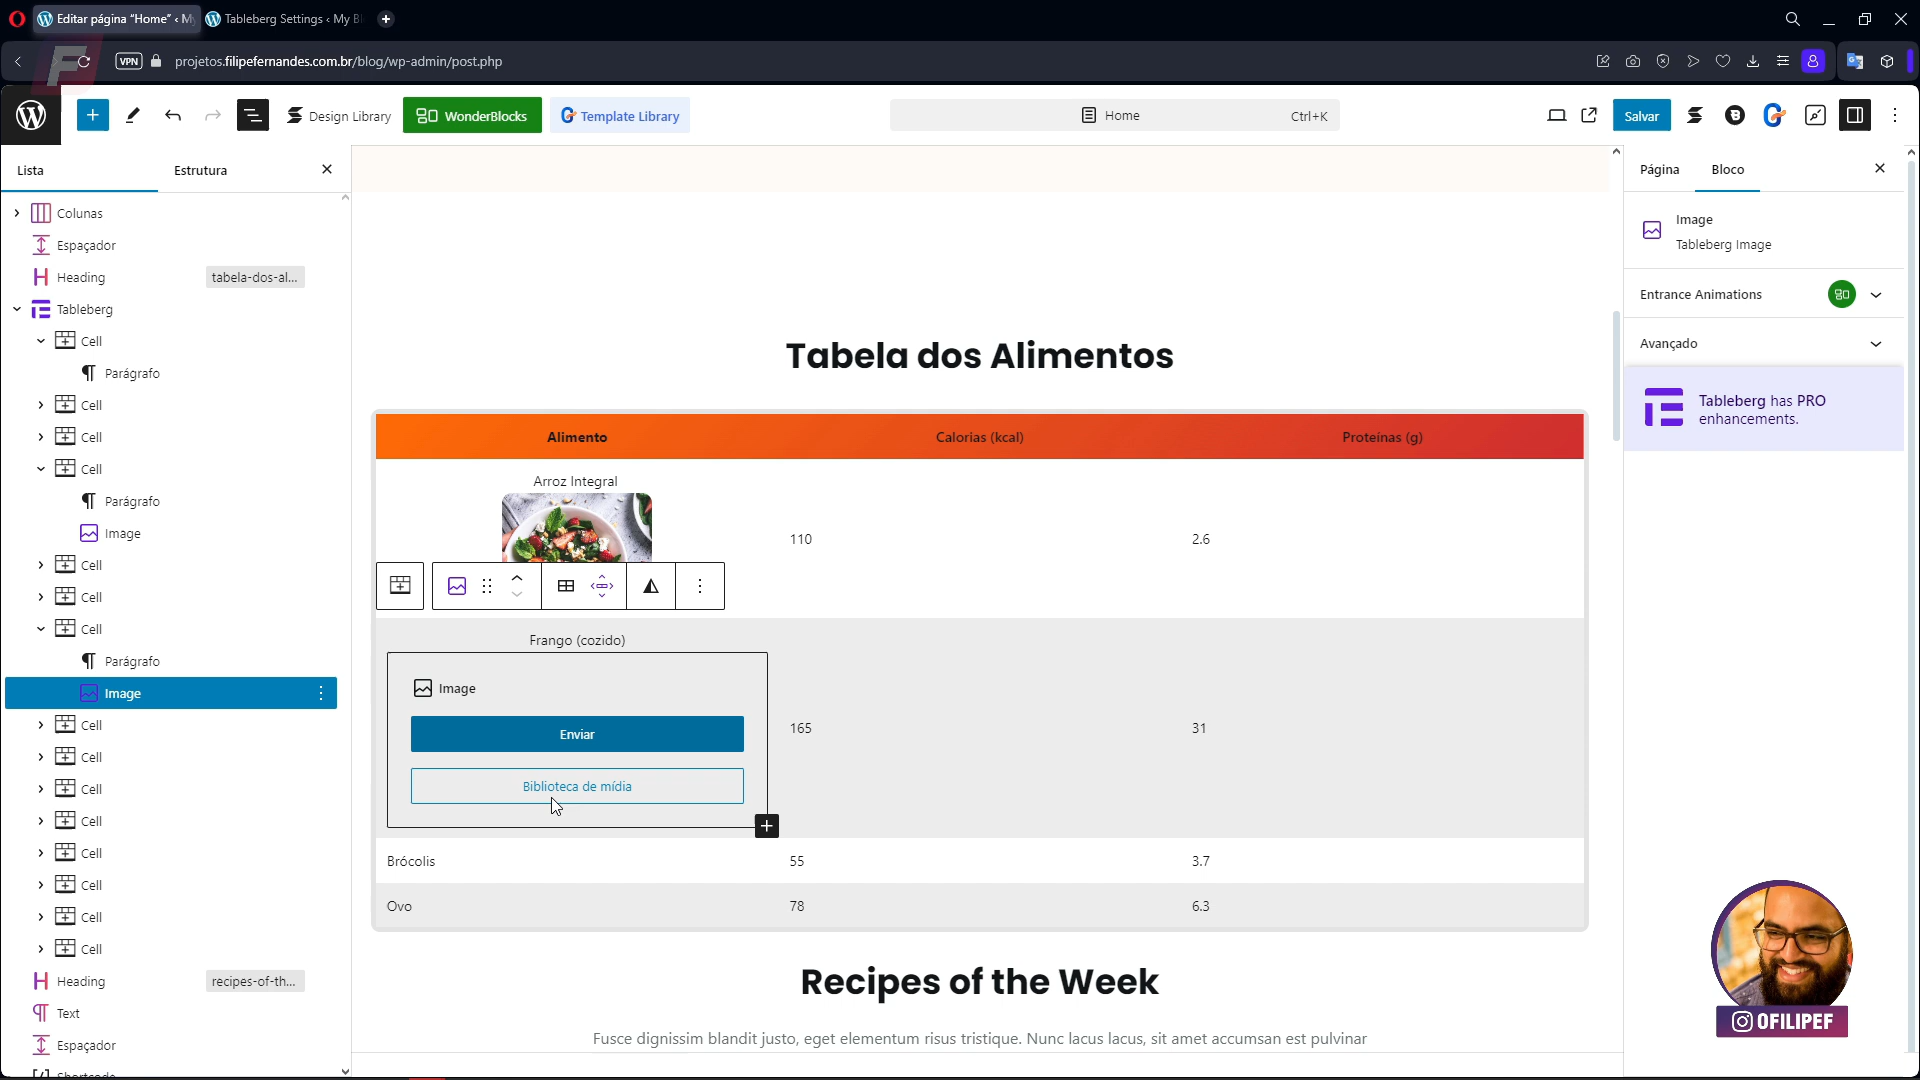 Editar página "Home" ‹ My
Tableberg Settings ‹ My Bl
VPN
projetos.filipefernandes.com.br/blog/wp-admin/post.php
Design Library
WonderBlocks
Template Library
Home
Ctrl+K
Salvar
Lista
Estrutura
Página
Bloco
Colunas
Espaçador
Heading
tabela-dos-al...
Tableberg
Cell
Parágrafo
Cell
Cell
Cell
Parágrafo
Image
Cell
Cell
Cell
Parágrafo
Image
Cell
Cell
Cell
Cell
Cell
Cell
Cell
Cell
Heading
recipes-of-th...
Text
Espaçador
Shortcode
Tabela dos Alimentos
Alimento
Calorias (kcal)
Proteínas (g)
Arroz Integral
110
2.6
Frango (cozido)
Image
Enviar
Biblioteca de mídia
165
31
Brócolis
55
3.7
Ovo
78
6.3
Recipes of the Week
Fusce dignissim blandit justo, eget elementum risus tristique. Nunc lacus lacus, sit amet accumsan est pulvinar
Image
Tableberg Image
Entrance Animations
Avançado
Tableberg has PRO
enhancements.
OFILIPEF